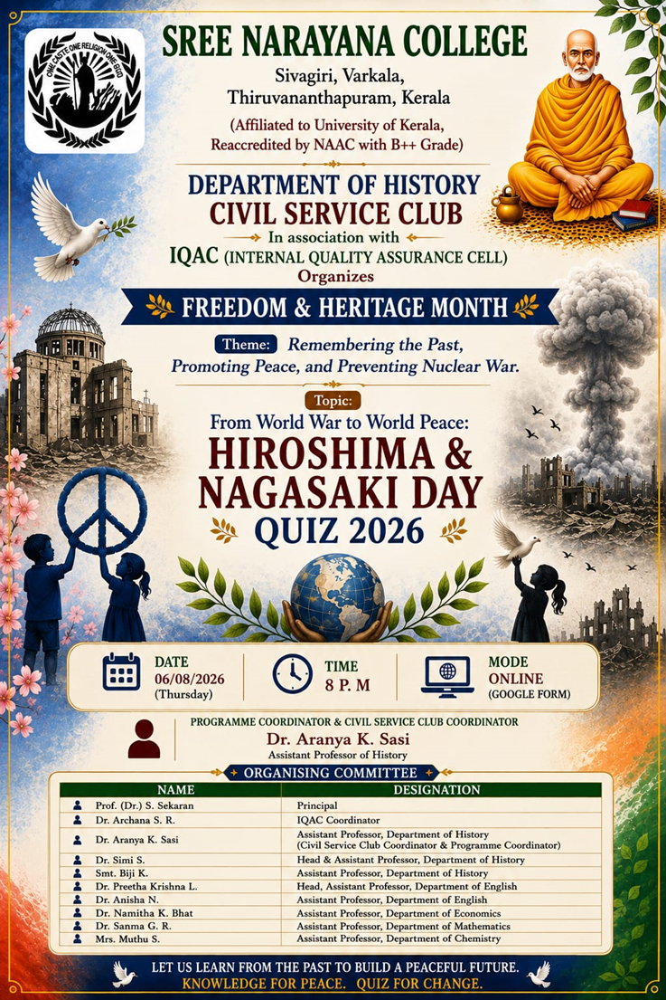 ONE CASTE ONE RELIGION ONE GOD
SREE NARAYANA COLLEGE
Sivagiri, Varkala,
Thiruvananthapuram, Kerala
(Affiliated to University of Kerala,
Reaccredited by NAAC with B++ Grade)
DEPARTMENT OF HISTORY
CIVIL SERVICE CLUB
In association with
IQAC (INTERNAL QUALITY ASSURANCE CELL)
Organizes
FREEDOM & HERITAGE MONTH
Theme: Remembering the Past,
Promoting Peace, and Preventing Nuclear War.
Topic:
From World War to World Peace:
HIROSHIMA &
NAGASAKI DAY
QUIZ 2026
DATE
06/08/2026
(Thursday)
TIME
8 P. M
MODE
ONLINE
(GOOGLE FORM)
PROGRAMME COORDINATOR & CIVIL SERVICE CLUB COORDINATOR
Dr. Aranya K. Sasi
Assistant Professor of History
ORGANISING COMMITTEE
NAME DESIGNATION
Prof. (Dr.) S. Sekaran Principal
Dr. Archana S. R. IQAC Coordinator
Dr. Aranya K. Sasi Assistant Professor, Department of History
(Civil Service Club Coordinator & Programme Coordinator)
Dr. Simi S. Head & Assistant Professor, Department of History
Smt. Biji K. Assistant Professor, Department of History
Dr. Preetha Krishna L. Head, Assistant Professor, Department of English
Dr. Anisha N. Assistant Professor, Department of English
Dr. Namitha K. Bhat Assistant Professor, Department of Economics
Dr. Sanma G. R. Assistant Professor, Department of Mathematics
Mrs. Muthu S. Assistant Professor, Department of Chemistry
LET US LEARN FROM THE PAST TO BUILD A PEACEFUL FUTURE.
KNOWLEDGE FOR PEACE. QUIZ FOR CHANGE.